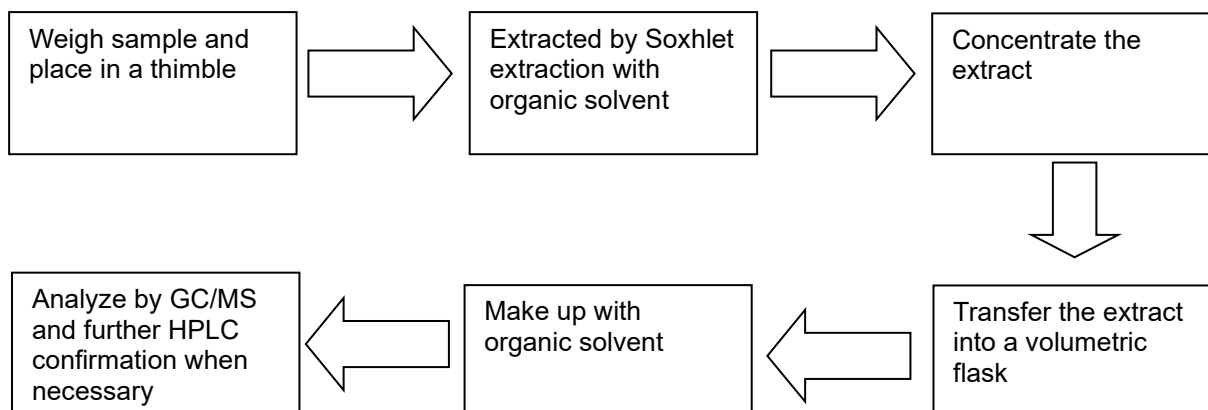 Weigh sample and
place in a thimble
Extracted by Soxhlet
extraction with
organic solvent
Concentrate the
extract
Transfer the extract
into a volumetric
flask
Make up with
organic solvent
Analyze by GC/MS
and further HPLC
confirmation when
necessary